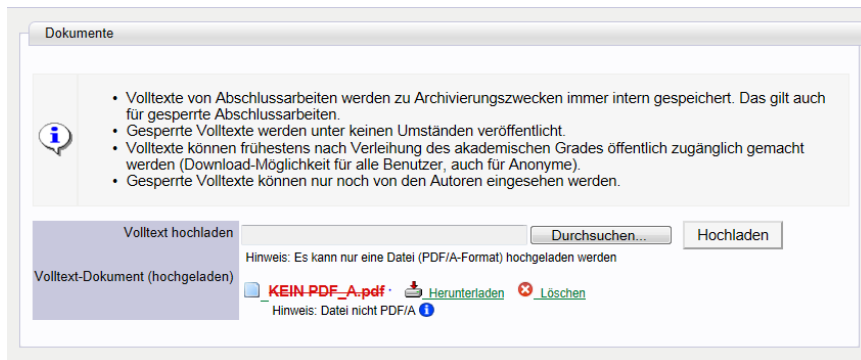 Dokumente
• Volltexte von Abschlussarbeiten werden zu Archivierungszwecken immer intern gespeichert. Das gilt auch
für gesperrte Abschlussarbeiten.
• Gesperrte Volltexte werden unter keinen Umständen veröffentlicht.
• Volltexte können frühestens nach Verleihung des akademischen Grades öffentlich zugänglich gemacht
werden (Download-Möglichkeit für alle Benutzer, auch für Anonyme).
• Gesperrte Volltexte können nur noch von den Autoren eingesehen werden.
Volltext hochladen Durchsuchen... Hochladen
Hinweis: Es kann nur eine Datei (PDF/A-Format) hochgeladen werden
Volltext-Dokument (hochgeladen)
KEIN PDF_A.pdf Herunterladen Löschen
Hinweis: Datei nicht PDF/A